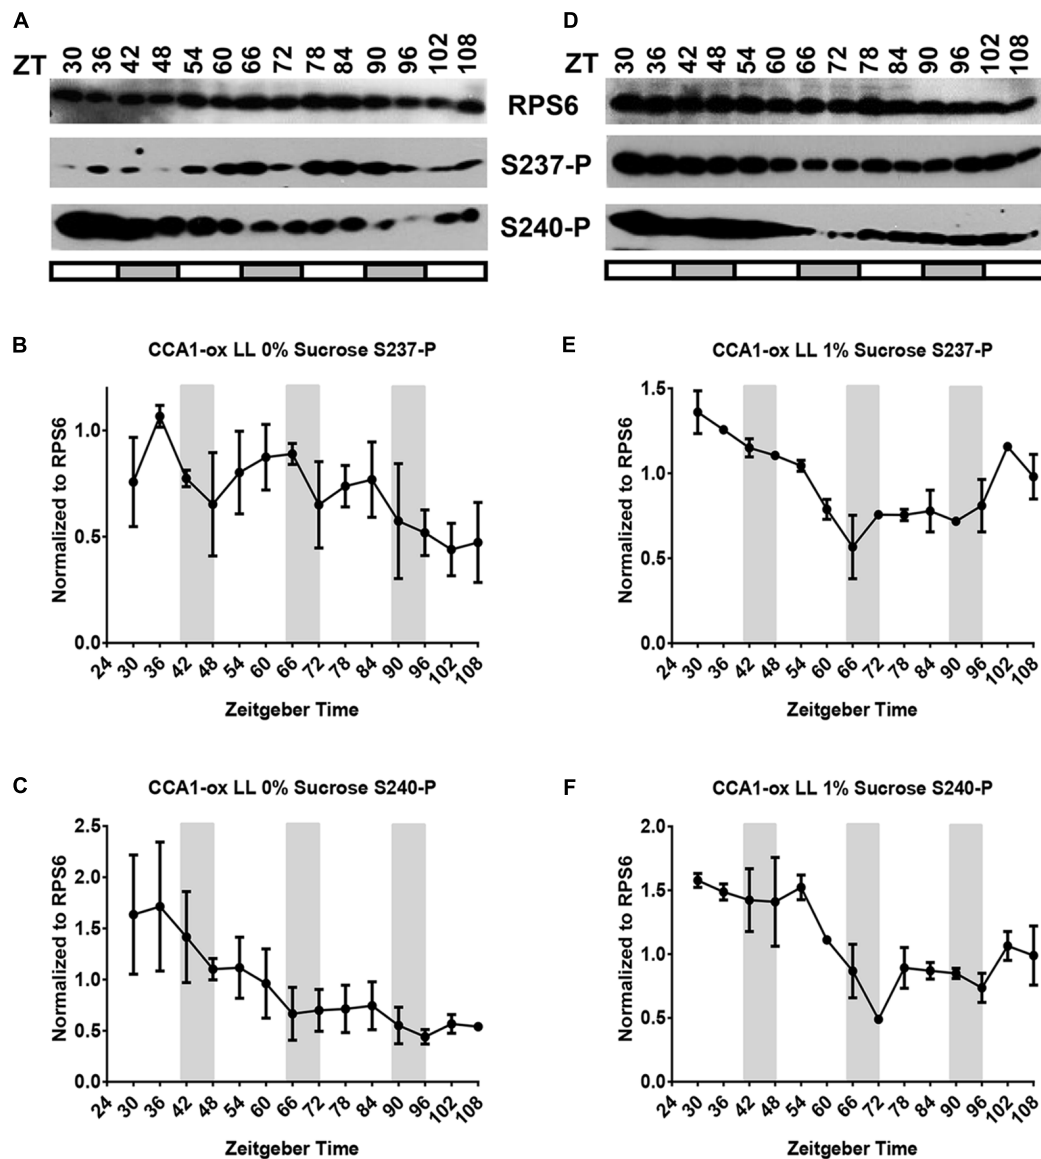 A
D
ZT 30 36 42 48 54 60 66 72 78 84 90 96 102 108
ZT 30 36 42 48 54 60 66 72 78 84 90 96 102 108
RPS6
S237-P
S240-P
B
CCA1-ox LL 0% Sucrose S237-P
Normalized to RPS6
1.0
0.5
0.0
24 30 36 42 48 54 60 66 72 78 84 90 96 102 108
Zeitgeber Time
E
CCA1-ox LL 1% Sucrose S237-P
Normalized to RPS6
1.5
1.0
0.5
0.0
24 30 36 42 48 54 60 66 72 78 84 90 96 102 108
Zeitgeber Time
C
CCA1-ox LL 0% Sucrose S240-P
Normalized to RPS6
2.5
2.0
1.5
1.0
0.5
0.0
24 30 36 42 48 54 60 66 72 78 84 90 96 102 108
Zeitgeber Time
F
CCA1-ox LL 1% Sucrose S240-P
Normalized to RPS6
2.0
1.5
1.0
0.5
0.0
24 30 36 42 48 54 60 66 72 78 84 90 96 102 108
Zeitgeber Time